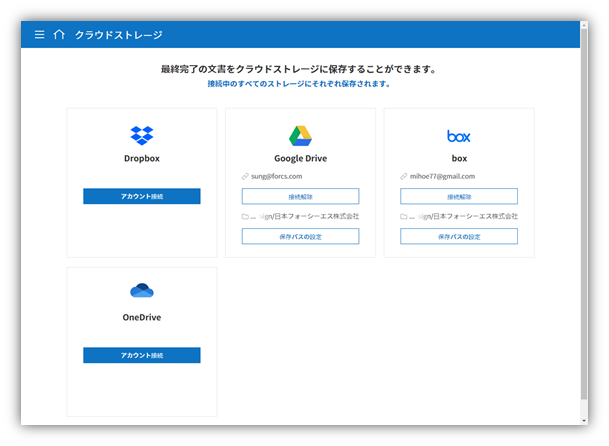 クラウドストレージ
最終完了の文書をクラウドストレージに保存することができます。
接続中のすべてのストレージにそれぞれ保存されます。
Dropbox
アカウント接続
Google Drive
sung@forcs.com
接続解除
... ign/日本フォーシーエス株式会社
保存パスの設定
box
box
mihoe77@gmail.com
接続解除
... ign/日本フォーシーエス株式会社
保存パスの設定
OneDrive
アカウント接続